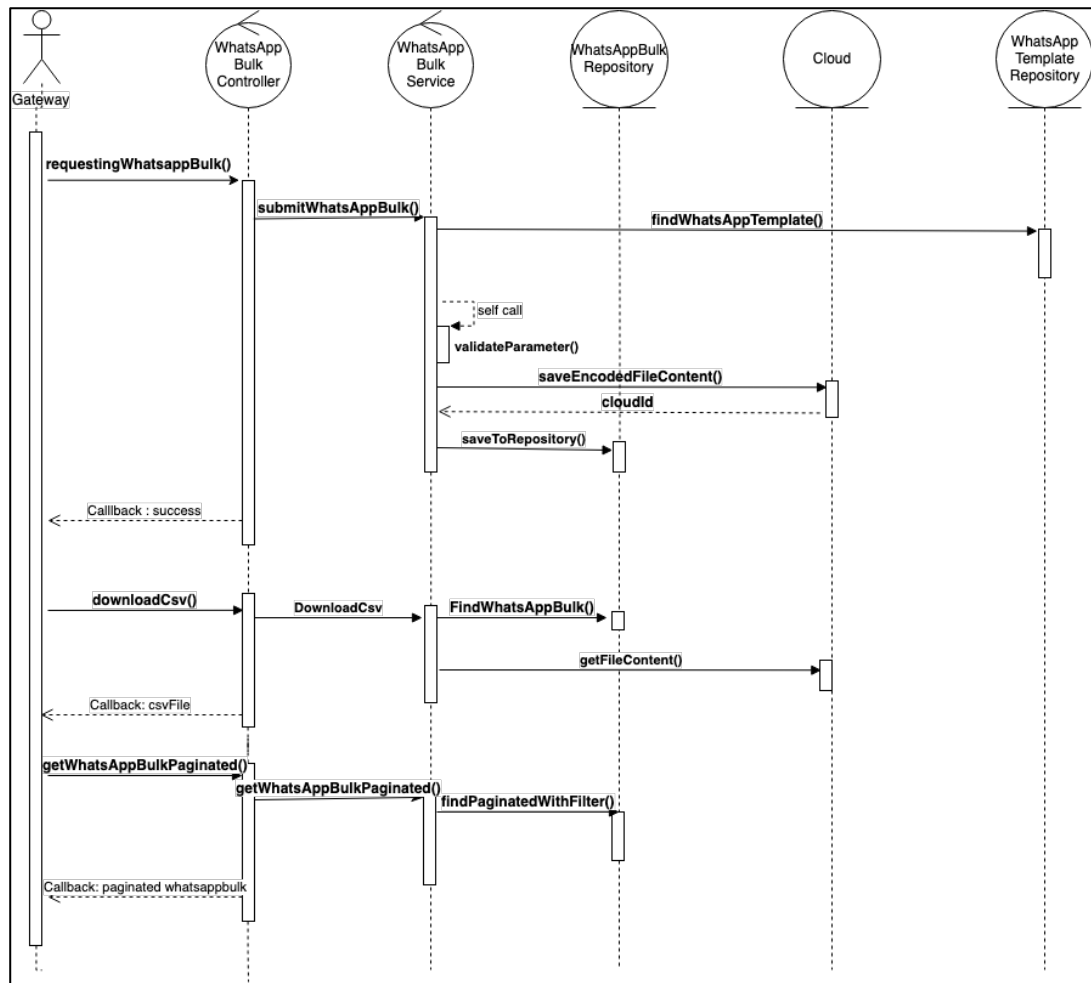 Gateway
WhatsApp
Bulk
Controller
WhatsApp
Bulk
Service
WhatsAppBulk
Repository
Cloud
WhatsApp
Template
Repository
requestingWhatsappBulk()
submitWhatsAppBulk()
findWhatsAppTemplate()
self call
validateParameter()
saveEncodedFileContent()
cloudId
saveToRepository()
Calllback : success
downloadCsv()
DownloadCsv
FindWhatsAppBulk()
getFileContent()
Callback: csvFile
getWhatsAppBulkPaginated()
getWhatsAppBulkPaginated()
findPaginatedWithFilter()
Callback: paginated whatsappbulk